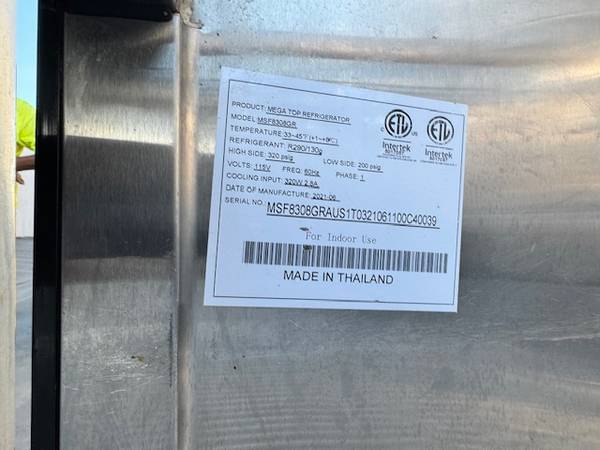 PRODUCT: MEGA TOP REFRIGERATOR
MODEL: MSF8308GR
TEMPERATURE: 33~45°F(+1~+8°C)
REFRIGERANT: R290/130g
HIGH SIDE: 320 psig LOW SIDE: 200 psig
VOLTS: 115V FREQ: 60Hz PHASE: 1
COOLING INPUT: 320W 2.8A
DATE OF MANUFACTURE: 2021-06
SERIAL NO.: MSF8308GRAUS1T0321061100C40039
For Indoor Use
MADE IN THAILAND
ETL
Intertek
ETL
Intertek